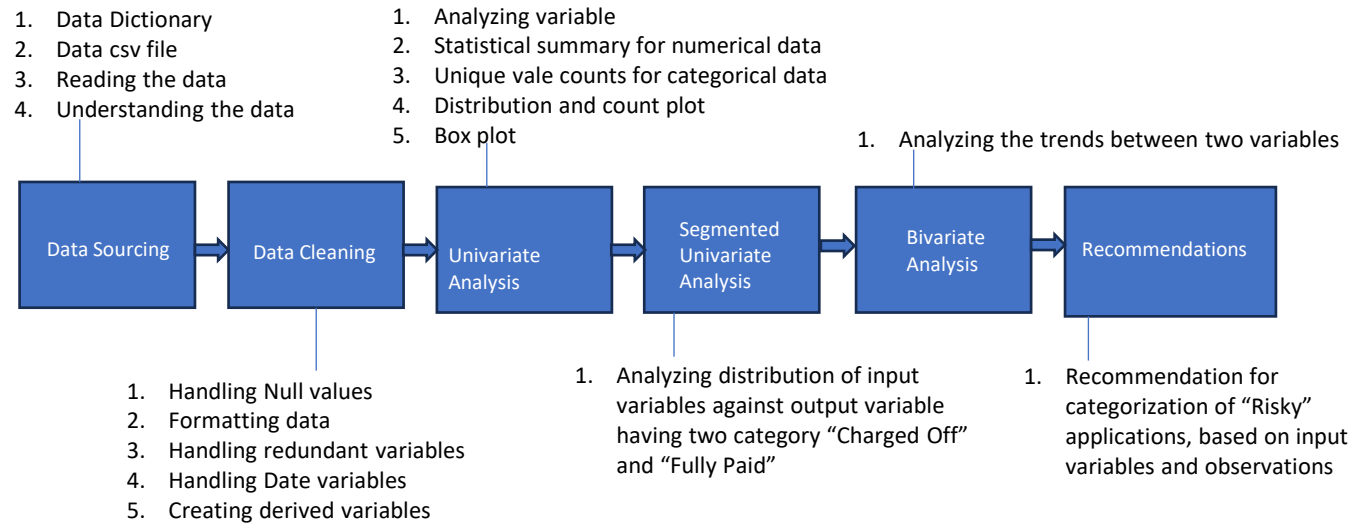 1. Data Dictionary
2. Data csv file
3. Reading the data
4. Understanding the data
1. Analyzing variable
2. Statistical summary for numerical data
3. Unique vale counts for categorical data
4. Distribution and count plot
5. Box plot
1. Analyzing the trends between two variables
Data Sourcing
Data Cleaning
Univariate
Analysis
Segmented
Univariate
Analysis
Bivariate
Analysis
Recommendations
1. Handling Null values
2. Formatting data
3. Handling redundant variables
4. Handling Date variables
5. Creating derived variables
1. Analyzing distribution of input
variables against output variable
having two category “Charged Off”
and “Fully Paid”
1. Recommendation for
categorization of “Risky”
applications, based on input
variables and observations